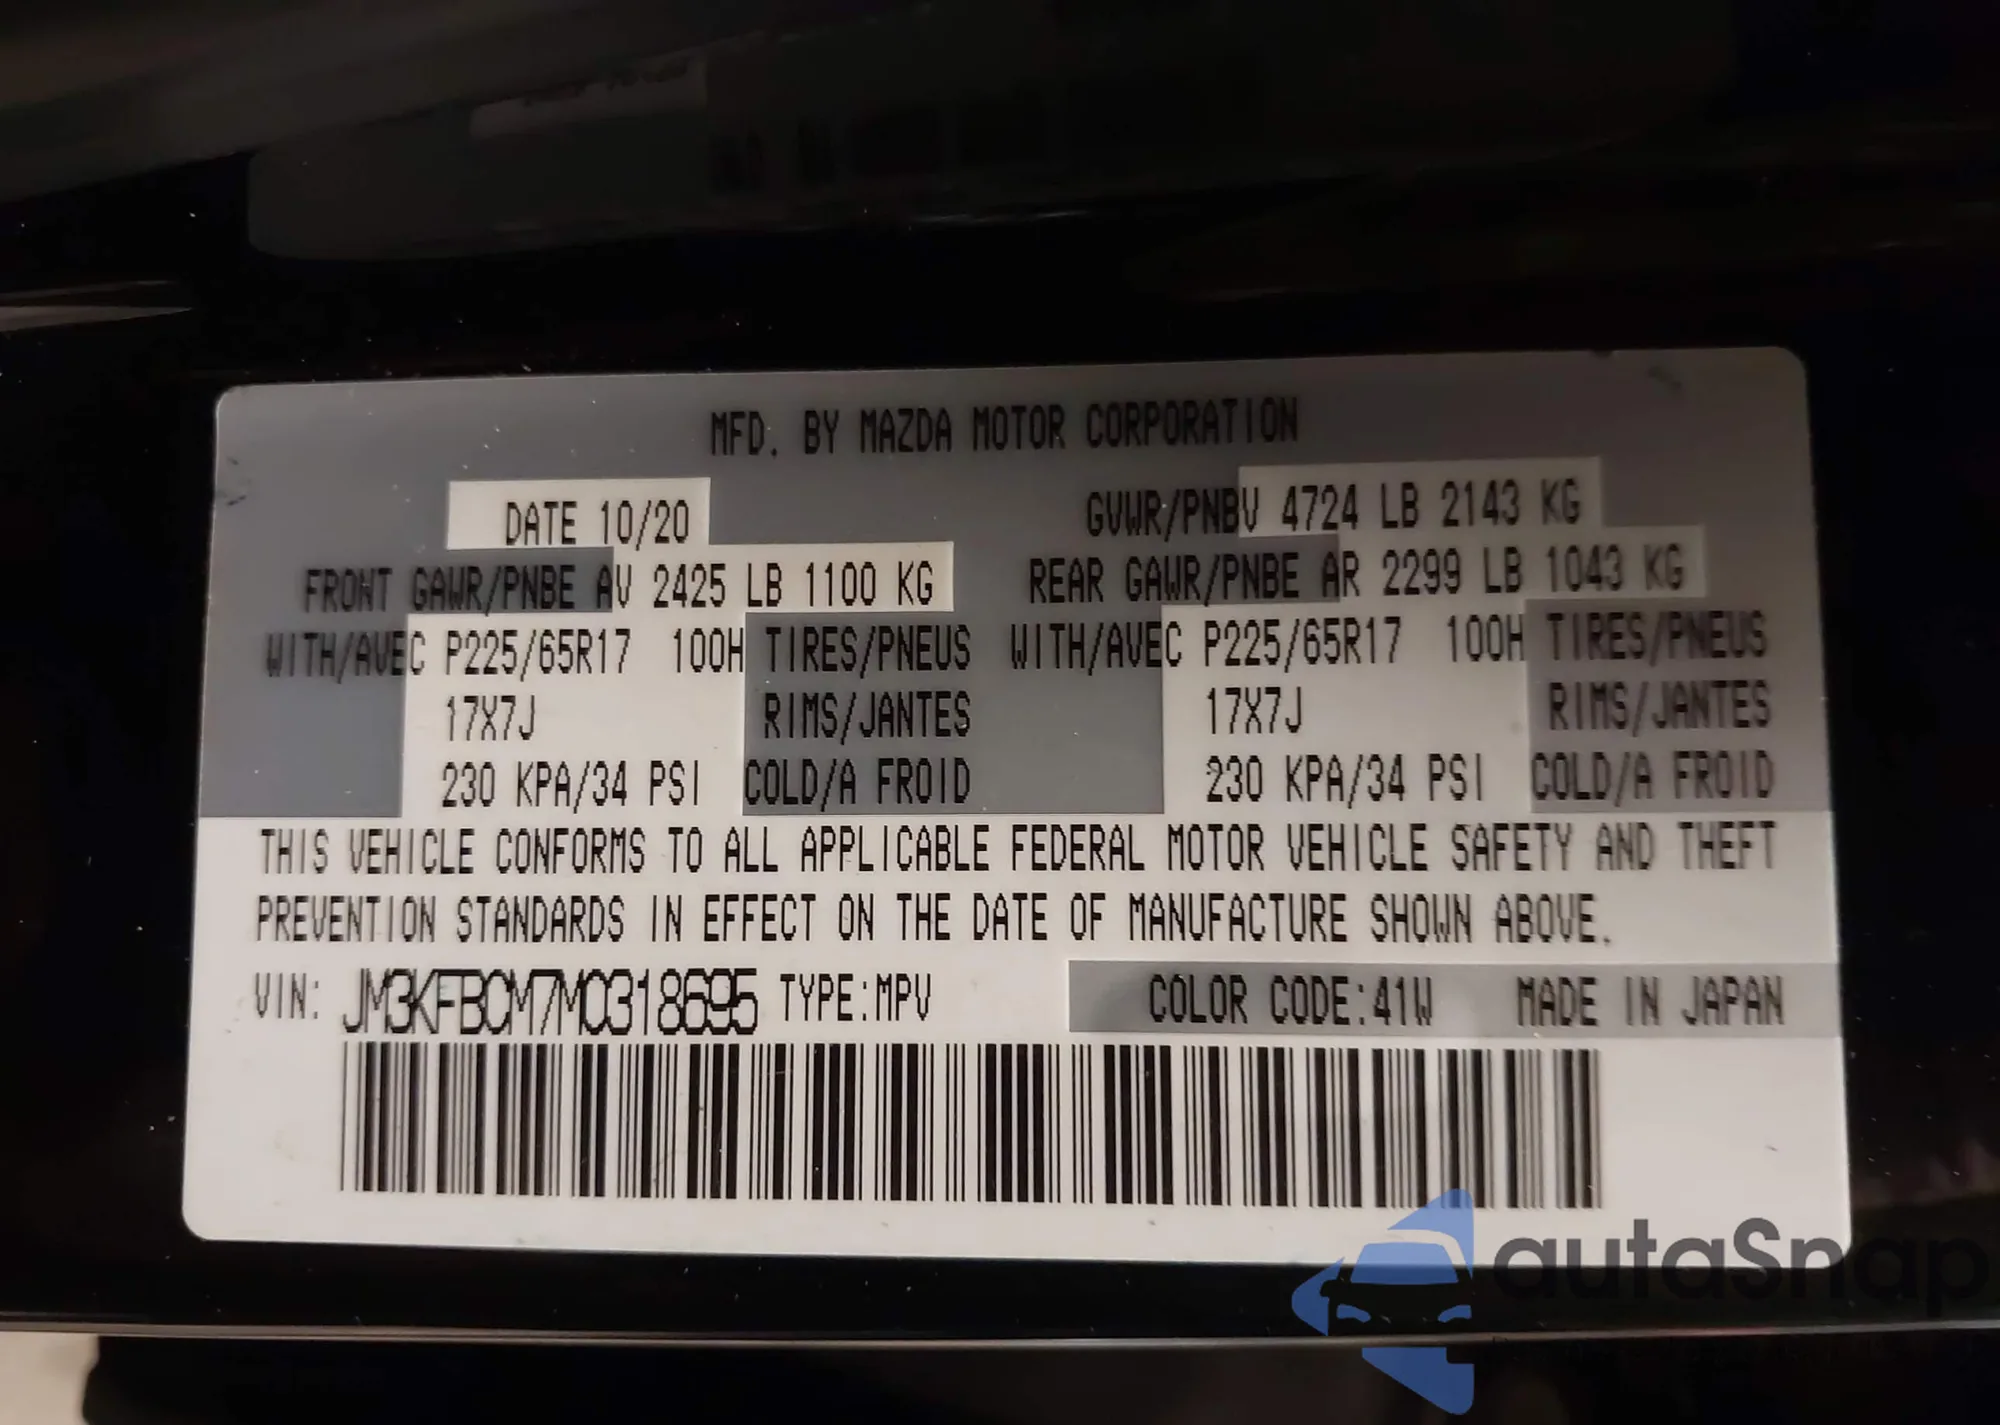 MFD. BY MAZDA MOTOR CORPORATION
DATE 10/20 GVWR/PNBV 4724 LB 2143 KG
FRONT GAWR/PNBE AV 2425 LB 1100 KG REAR GAWR/PNBE AR 2299 LB 1043 KG
WITH/AVEC P225/65R17 100H TIRES/PNEUS WITH/AVEC P225/65R17 100H TIRES/PNEUS
17X7J RIMS/JANTES 17X7J RIMS/JANTES
230 KPA/34 PSI COLD/A FROID 230 KPA/34 PSI COLD/A FROID
THIS VEHICLE CONFORMS TO ALL APPLICABLE FEDERAL MOTOR VEHICLE SAFETY AND THEFT
PREVENTION STANDARDS IN EFFECT ON THE DATE OF MANUFACTURE SHOWN ABOVE.
VIN: JM3KFBCM7M0318695 TYPE:MPV COLOR CODE:41W MADE IN JAPAN
autaSnap